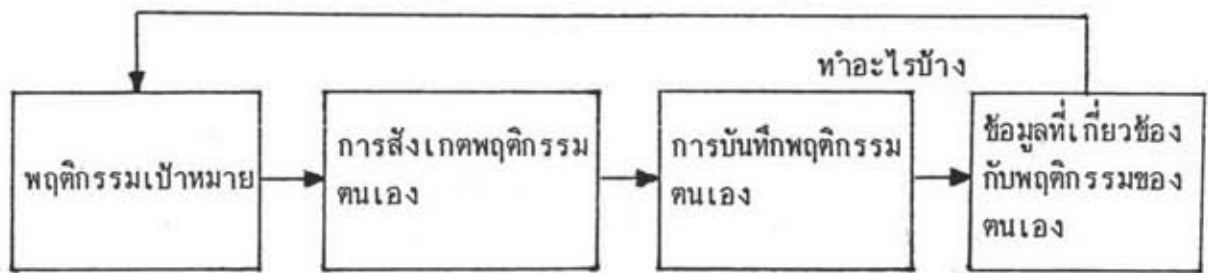 ทำอะไรบ้าง
พฤติกรรมเป้าหมาย
การสังเกตพฤติกรรม
ตนเอง
การบันทึกพฤติกรรม
ตนเอง
ข้อมูลที่เกี่ยวข้อง
กับพฤติกรรมของ
ตนเอง